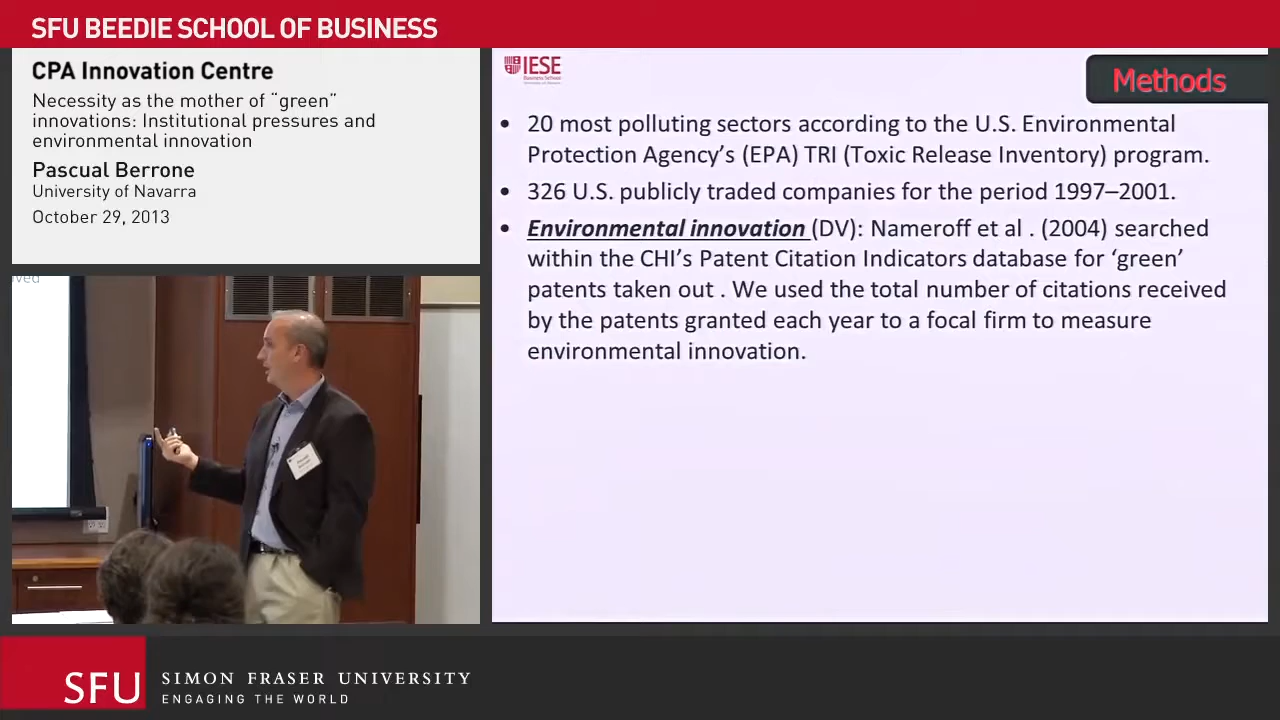 SFU BEEDIE SCHOOL OF BUSINESS
CPA Innovation Centre
Necessity as the mother of “green”
innovations: Institutional pressures and
environmental innovation
Pascual Berrone
University of Navarra
October 29, 2013
IESE
Business School
Methods
• 20 most polluting sectors according to the U.S. Environmental
Protection Agency’s (EPA) TRI (Toxic Release Inventory) program.
• 326 U.S. publicly traded companies for the period 1997–2001.
• Environmental innovation (DV): Nameroff et al . (2004) searched
within the CHI’s Patent Citation Indicators database for ‘green’
patents taken out . We used the total number of citations received
by the patents granted each year to a focal firm to measure
environmental innovation.
SFU
SIMON FRASER UNIVERSITY
ENGAGING THE WORLD